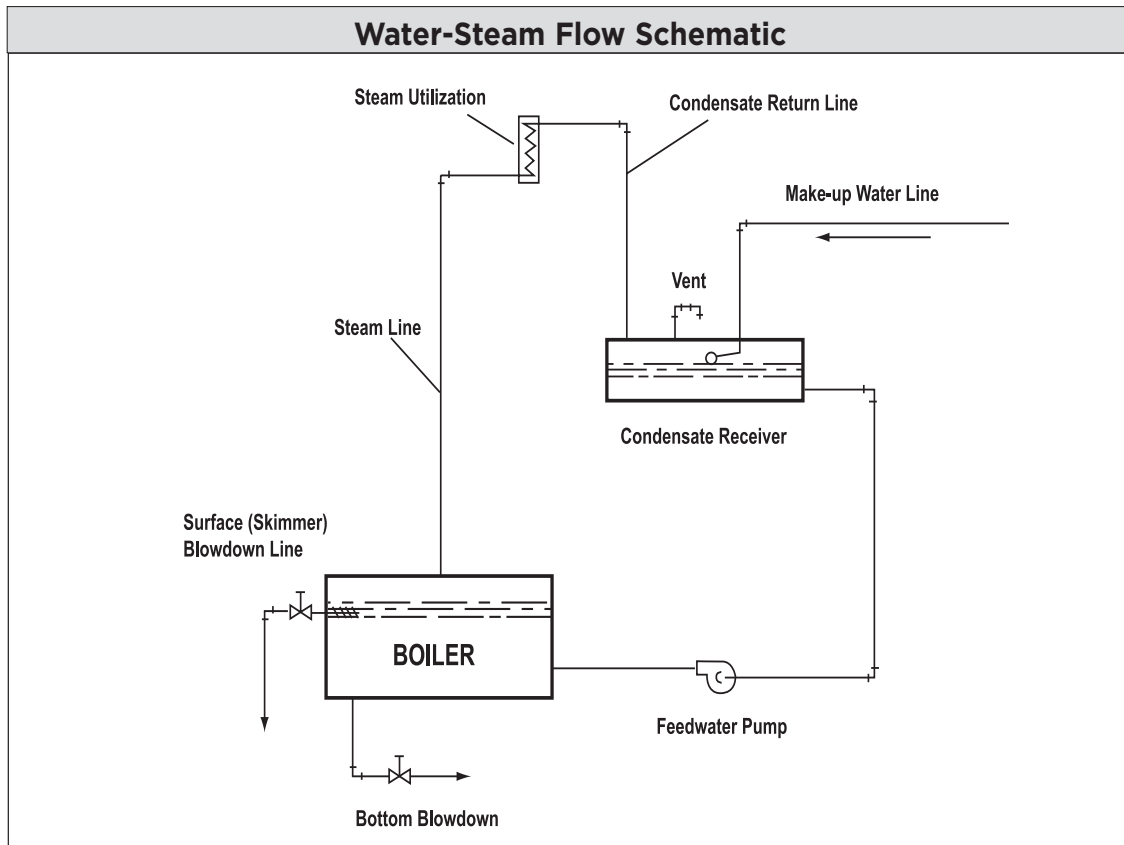 Water-Steam Flow Schematic
Steam Utilization
Condensate Return Line
Make-up Water Line
Vent
Steam Line
Condensate Receiver
Surface (Skimmer)
Blowdown Line
BOILER
Feedwater Pump
Bottom Blowdown